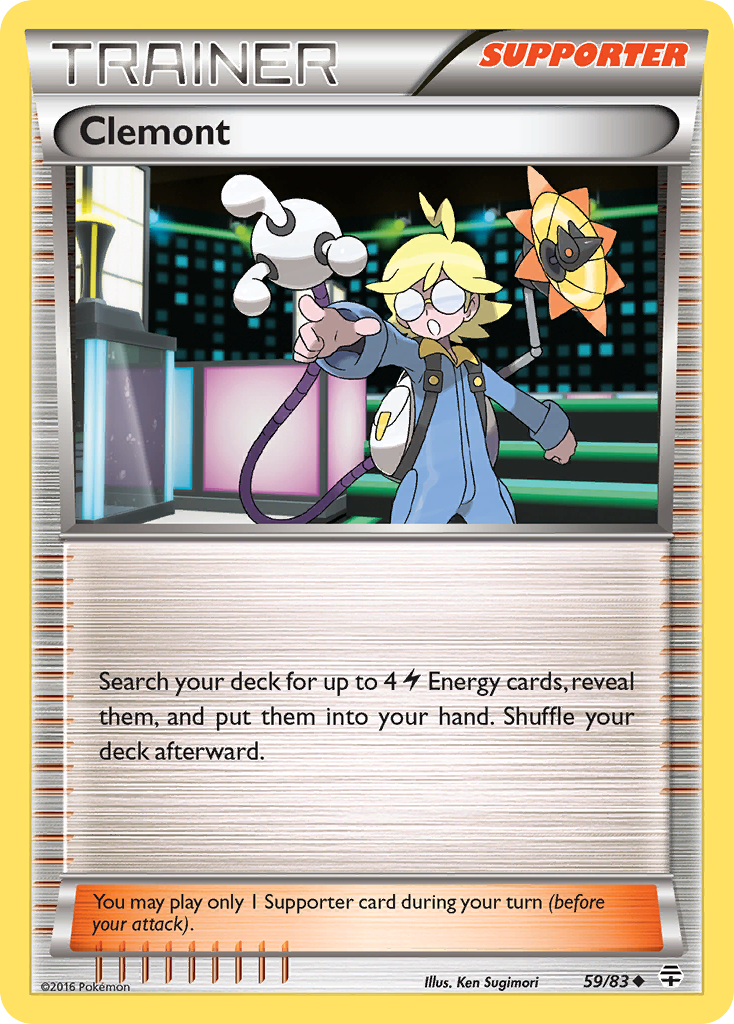 TRAINER
SUPPORTER
Clemont
Search your deck for up to 4 Energy cards, reveal
them, and put them into your hand. Shuffle your
deck afterward.
You may play only 1 Supporter card during your turn (before
your attack).
©2016 Pokémon
Illus. Ken Sugimori
59/83